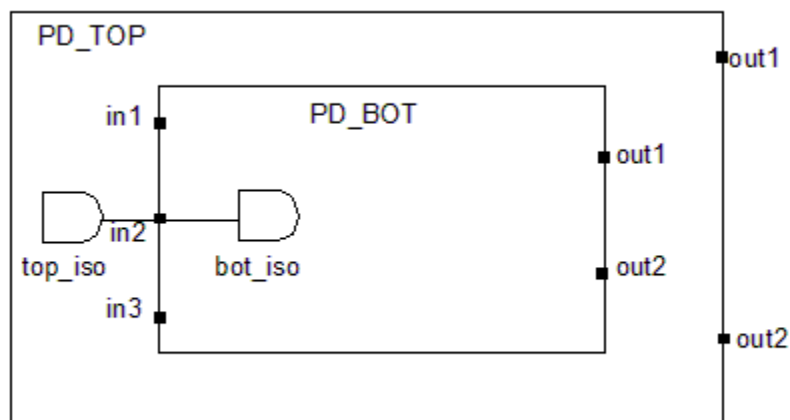 PD_TOP
out1
in1
PD_BOT
out1
in2
top_iso
bot_iso
out2
in3
out2